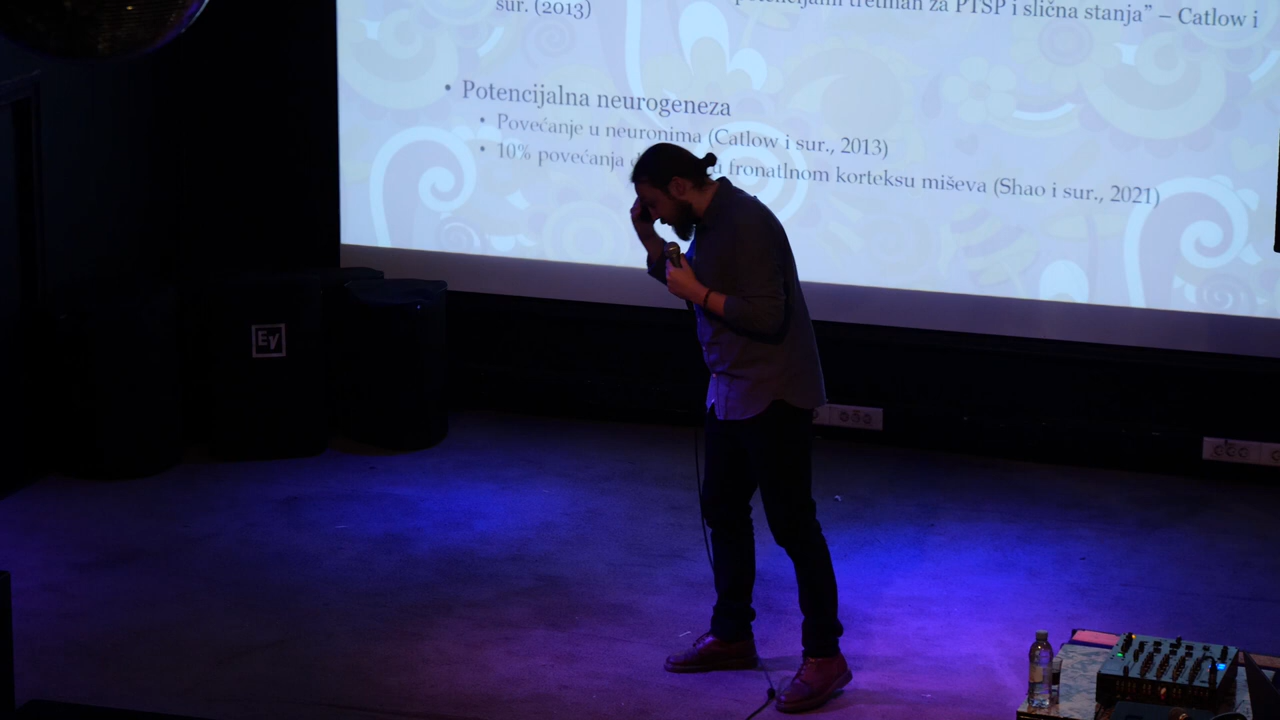 sur. (2013)
potencijalni tretman za PTSP i slična stanja” – Catlow i
• Potencijalna neurogeneza
• Povećanje u neuronima (Catlow i sur., 2013)
• 10% povećanja u fronatlnom korteksu miševa (Shao i sur., 2021)
EV